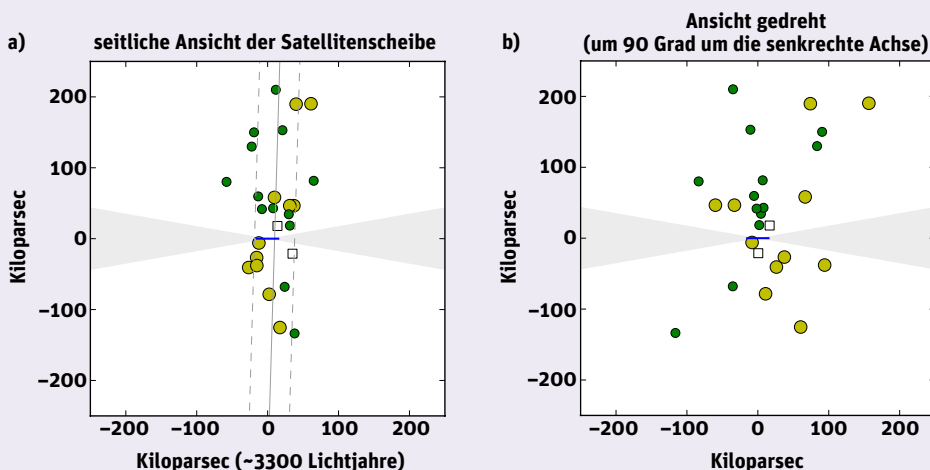 a)
seitliche Ansicht der Satellitenscheibe
Kiloparsec
200
100
0
−100
−200
−200 −100 0 100 200
Kiloparsec (~3300 Lichtjahre)
b)
Ansicht gedreht
(um 90 Grad um die senkrechte Achse)
Kiloparsec
200
100
0
−100
−200
−200 −100 0 100 200
Kiloparsec